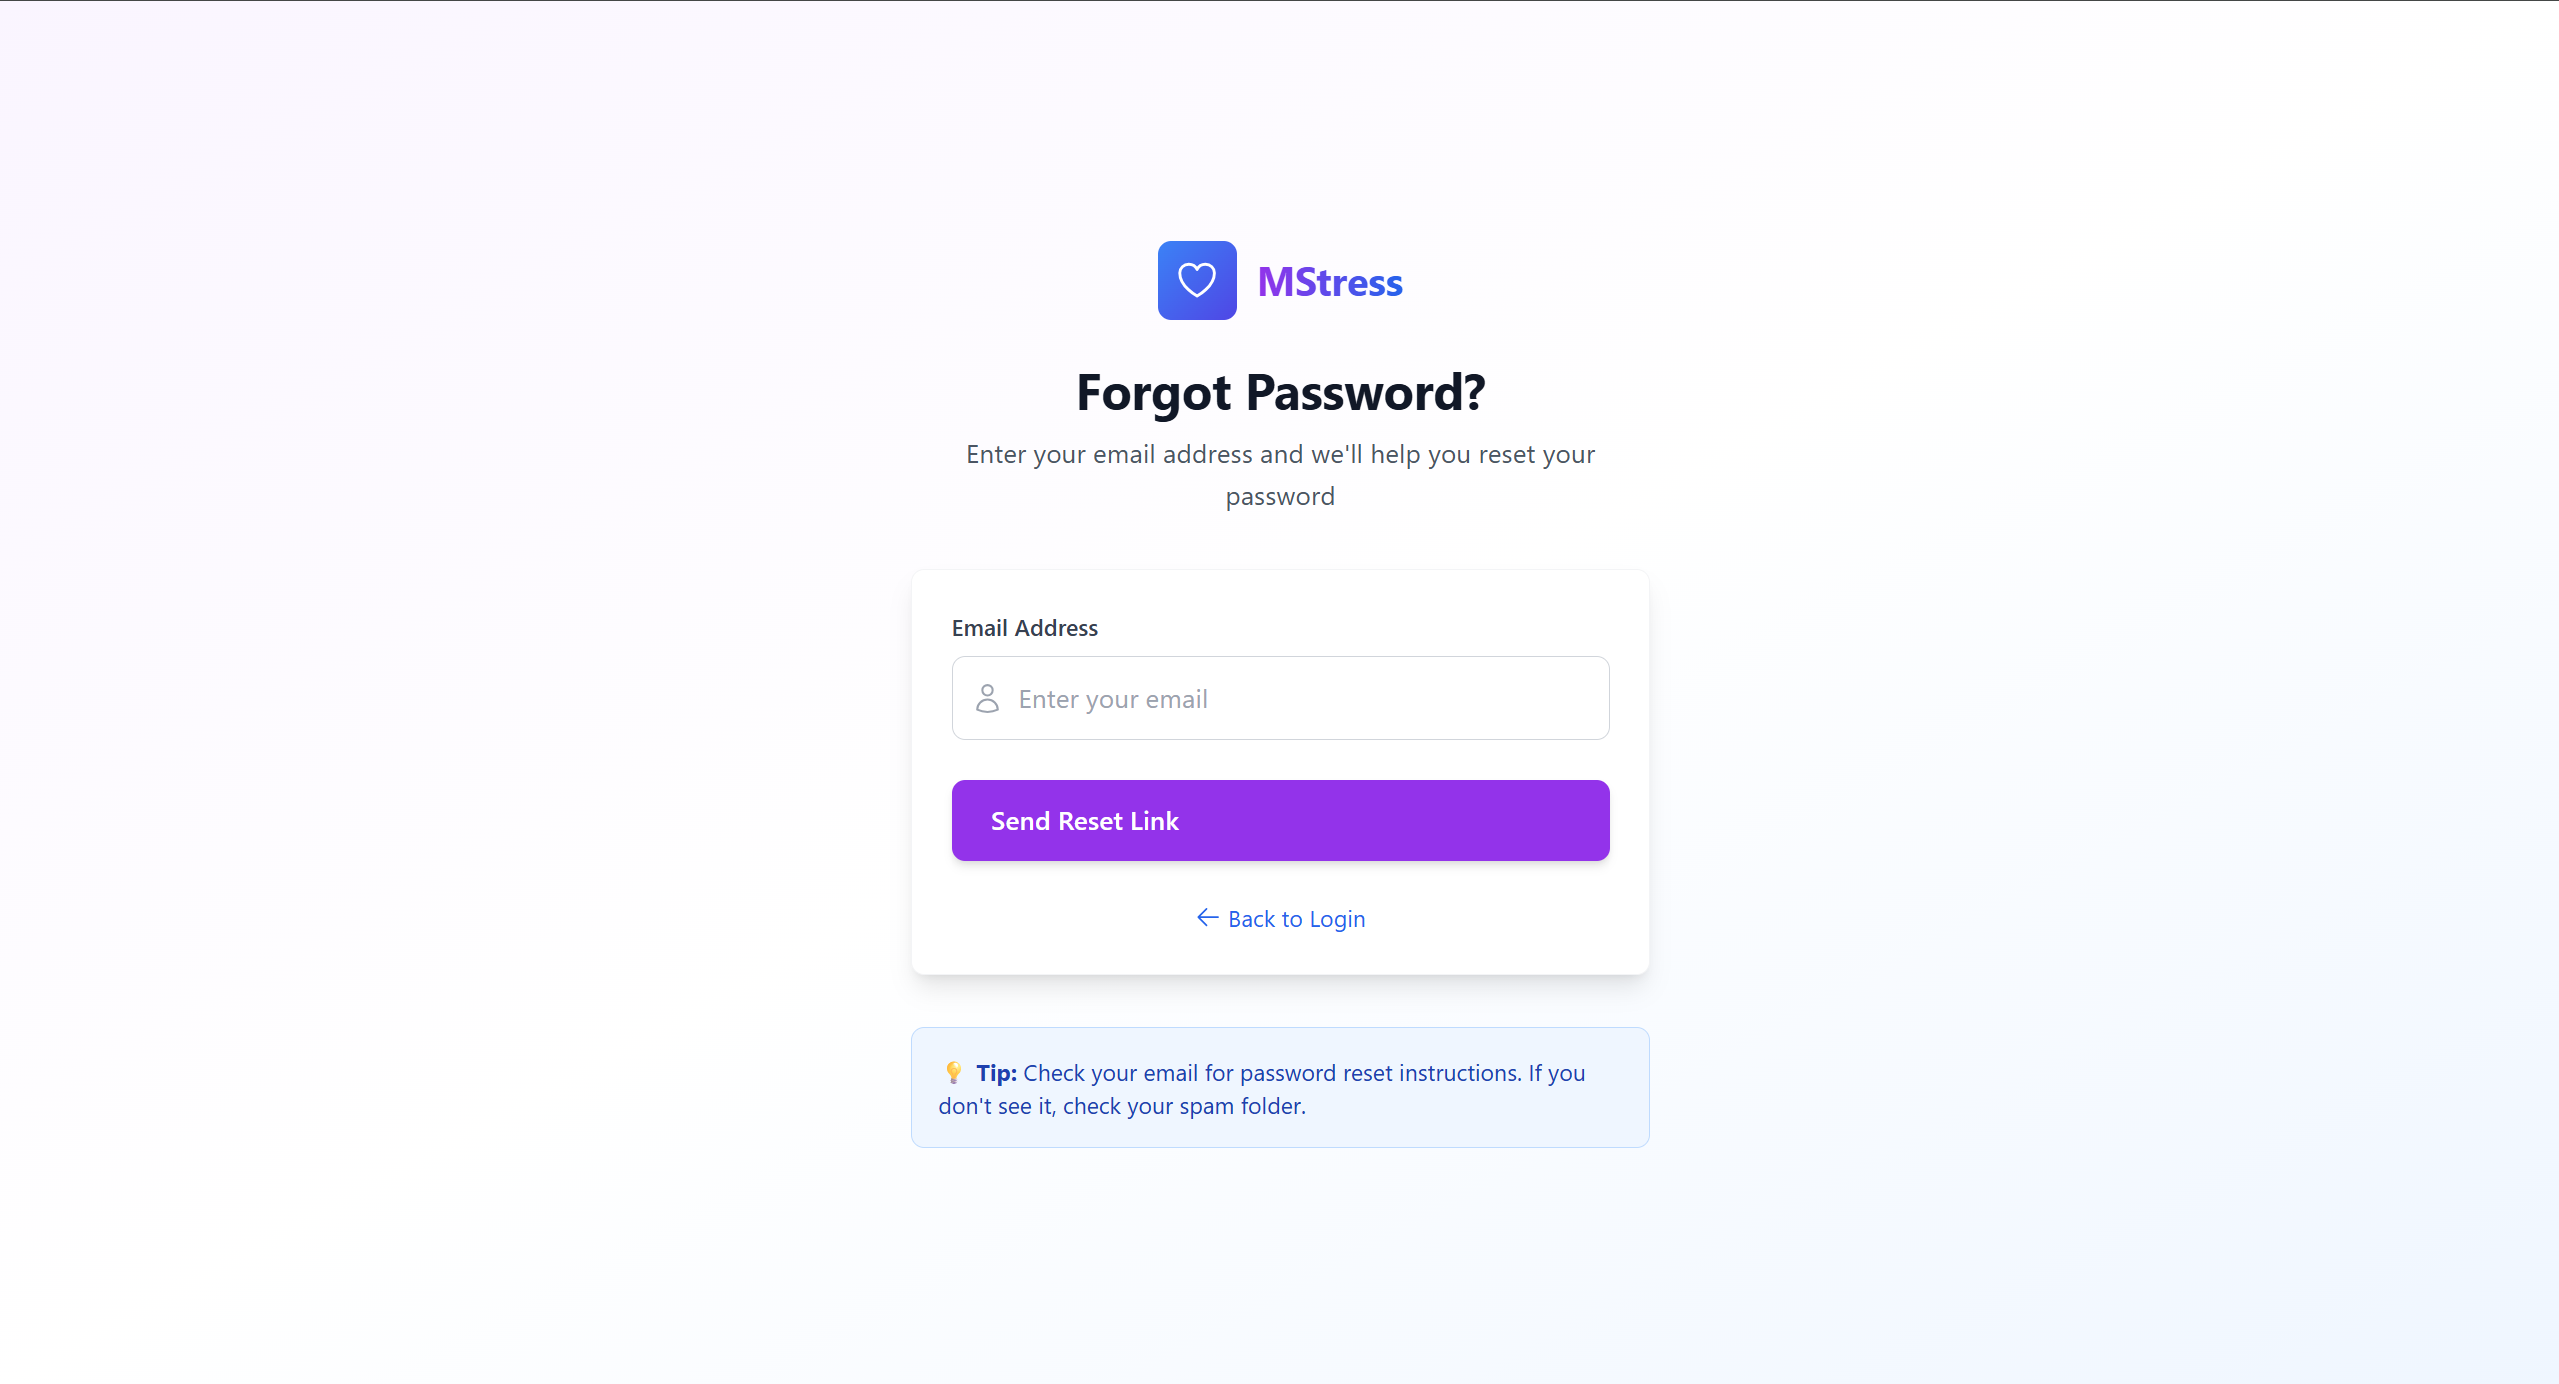 MStress
Forgot Password?
Enter your email address and we'll help you reset your
password
Email Address
Enter your email
Send Reset Link
← Back to Login
💡 Tip: Check your email for password reset instructions. If you
don't see it, check your spam folder.